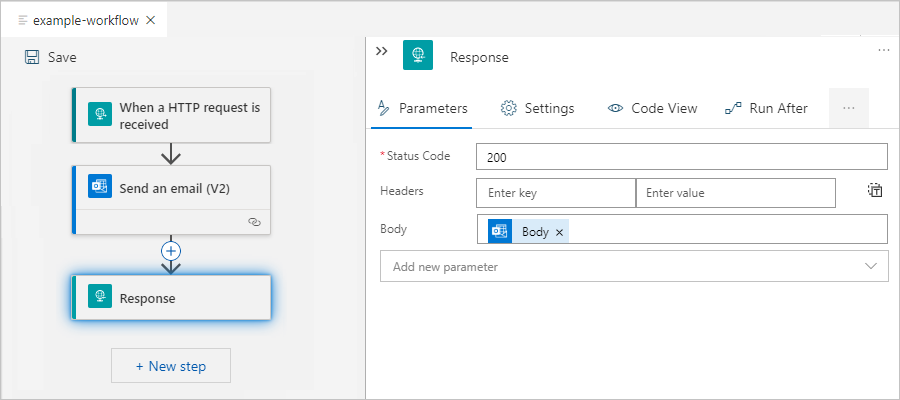 example-workflow
Save
When a HTTP request is
received
Send an email (V2)
Response
+ New step
Response
Parameters
Settings
Code View
Run After
...
* Status Code
200
Headers
Enter key
Enter value
Body
Body
Add new parameter